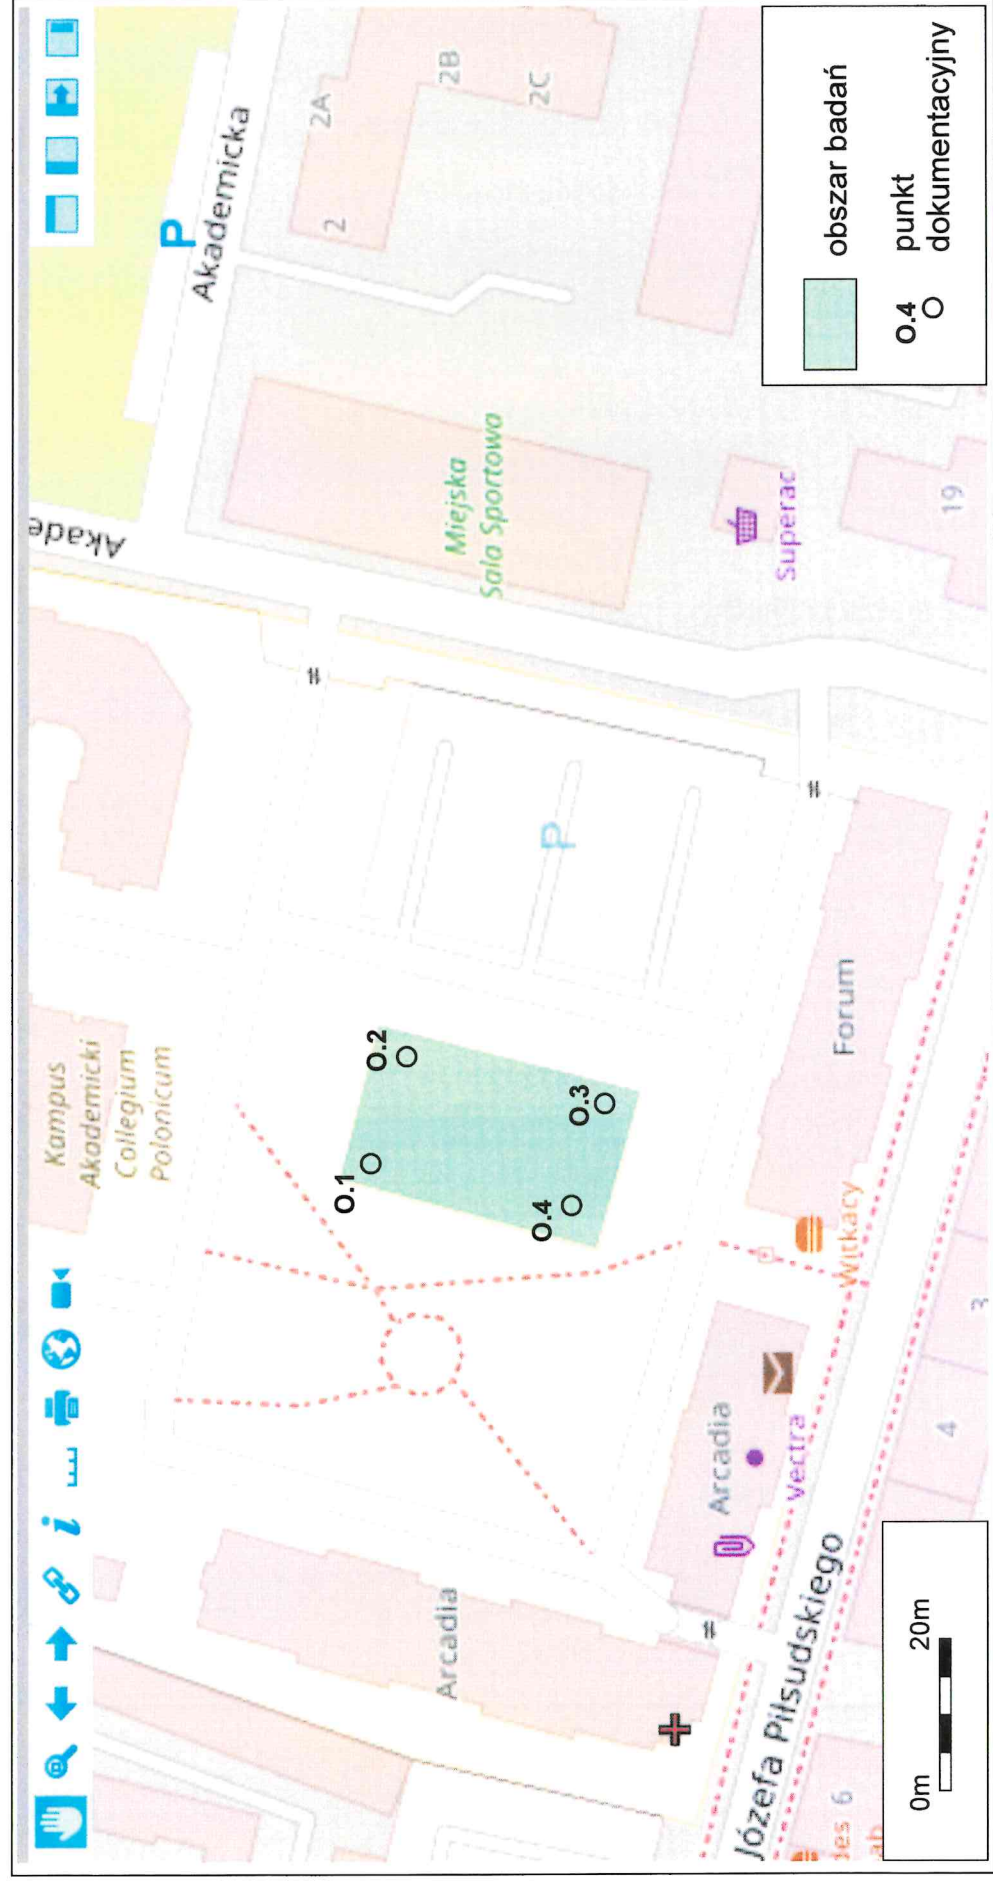 Kampus
Akademicki
Collegium
Polonicum
Akade
P
Akademicka
2
2A
2B
2C
Miejska
Sala Sportowa
Superac
19
P
O.1
O.2
O.3
O.4
Arcadia
Arcadia
Vectra
Witkacy
Forum
Józefa Piłsudskiego
6
4
3
0m
20m
obszar badań
O.4
punkt
dokumentacyjny